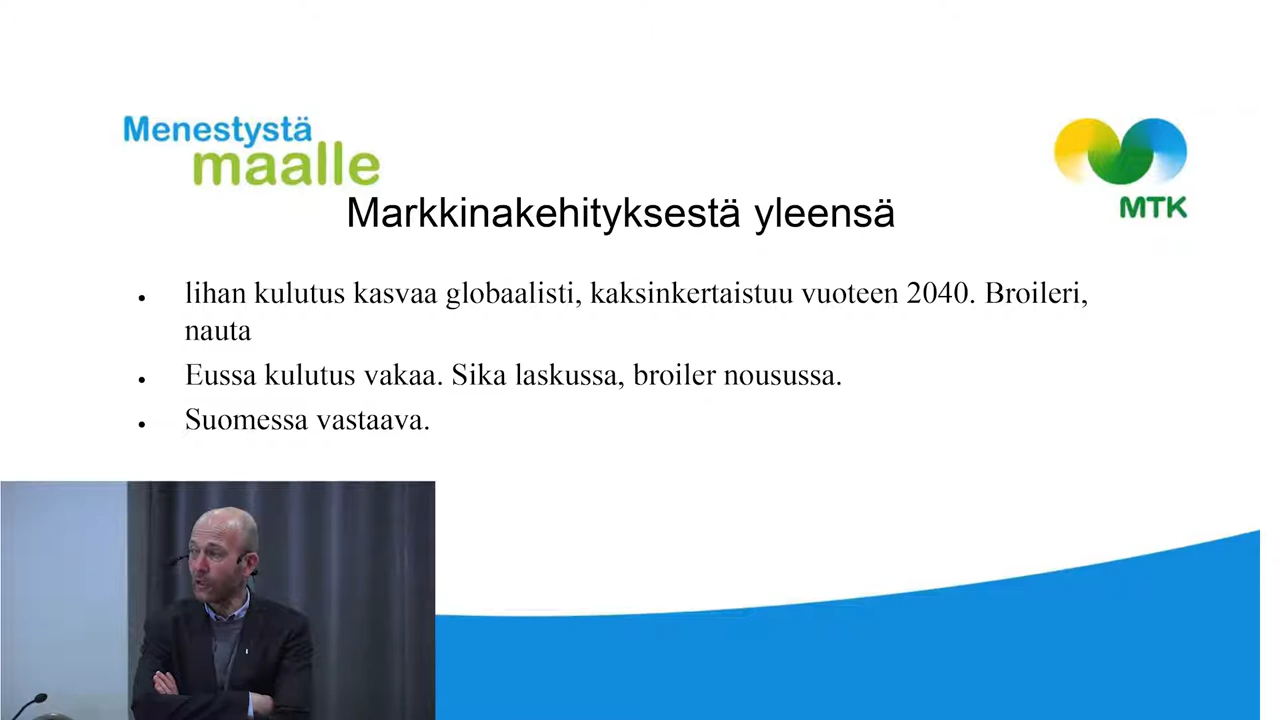 Menestystä
maalle
MTK
Markkinakehityksestä yleensä
• lihan kulutus kasvaa globaalisti, kaksinkertaistuu vuoteen 2040. Broileri,
nauta
• Eussa kulutus vakaa. Sika laskussa, broiler nousussa.
• Suomessa vastaava.